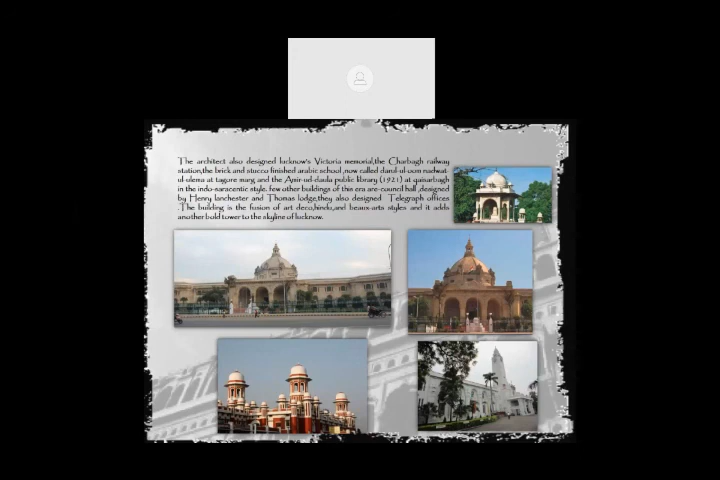 The architect also designed lucknow's Victoria memorial,the Charbagh railway
station,the brick and stucco finished arabic school ,now called darul-ul-oom nadwat-
ul-ulema at tagore marg and the Amir-ud-daula public library (1921) at qaisarbagh
in the indo-saracentic style. few other buildings of this era are-council hall ,designed
by Henry lanchester and Thomas lodge,they also designed Telegraph offices
.The building is the fusion of art deco,hindu,and beaux-arts styles and it adds
another bold tower to the skyline of lucknow.